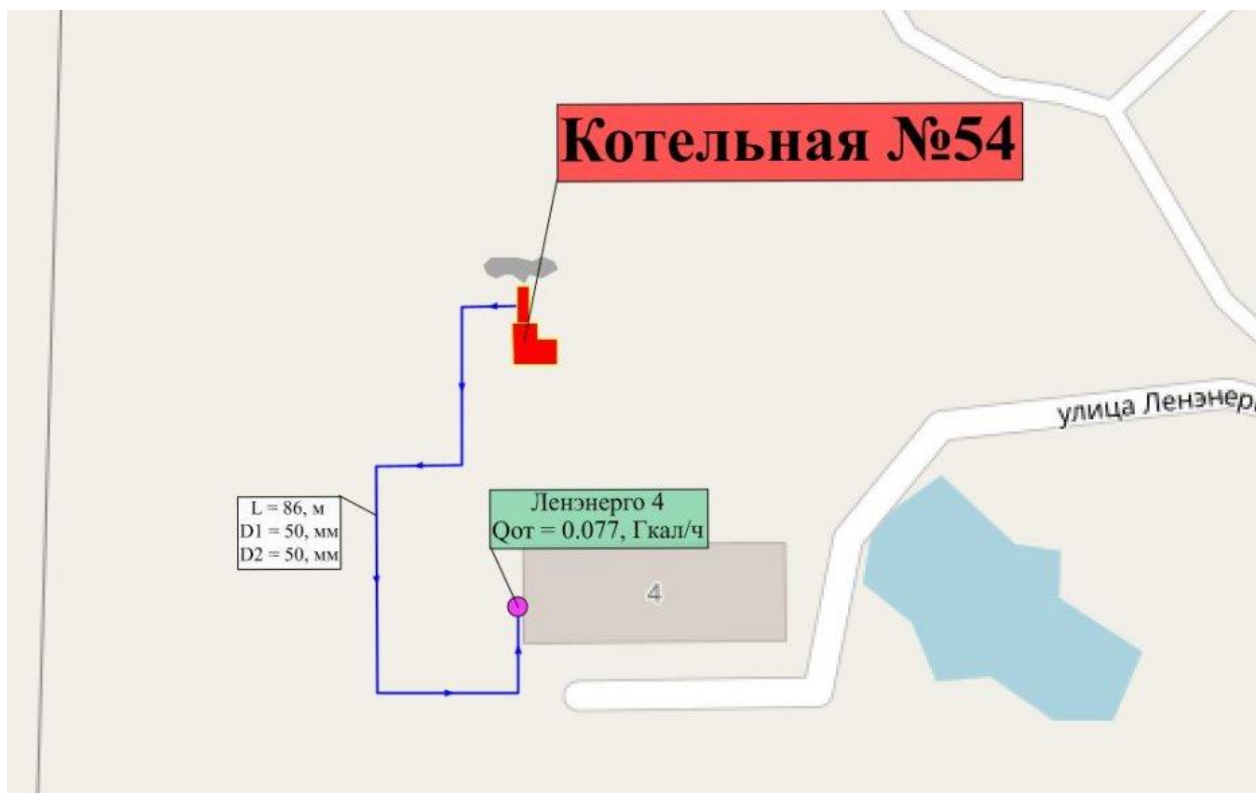 Котельная №54
улица Ленэнер
L = 86, м
D1 = 50, мм
D2 = 50, мм
Ленэнерго 4
Qот = 0.077, Гкал/ч
4